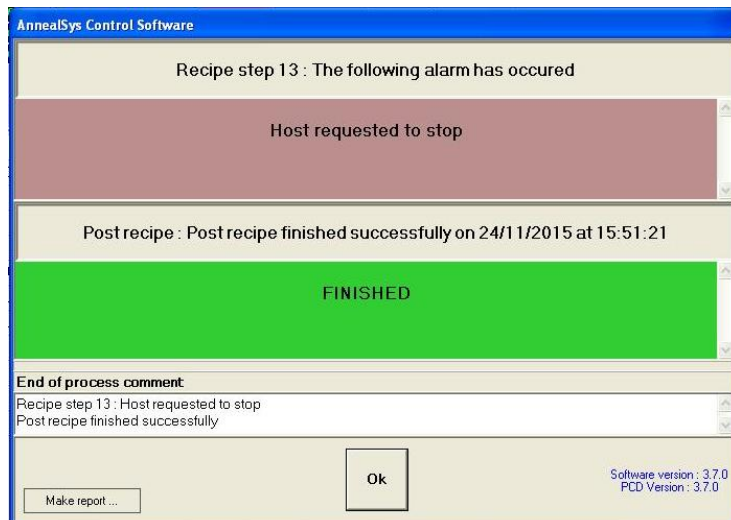 AnnealSys Control Software
Recipe step 13 : The following alarm has occured
Host requested to stop
Post recipe : Post recipe finished successfully on 24/11/2015 at 15:51:21
FINISHED
End of process comment
Recipe step 13 : Host requested to stop
Post recipe finished successfully
Ok
Make report ...
Software version : 3.7.0
PCD Version : 3.7.0